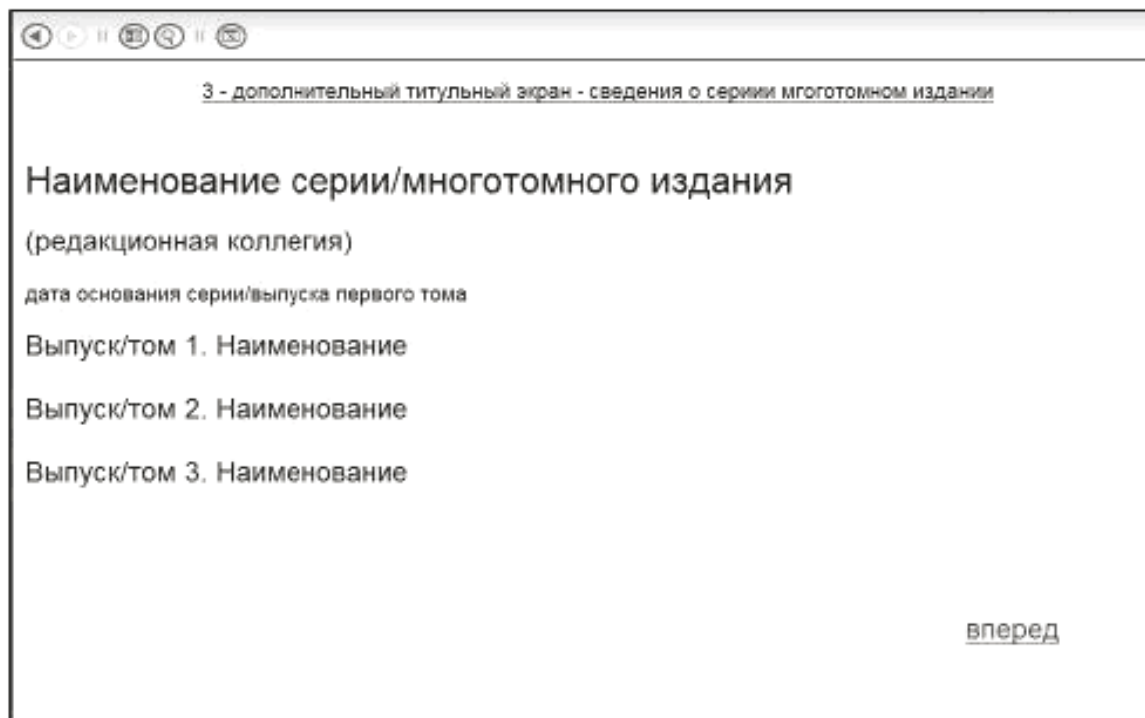 3 - дополнительный титульный экран - сведения о сериии мгоготомном издании
Наименование серии/многотомного издания
(редакционная коллегия)
дата основания серии/выпуска первого тома
Выпуск/том 1. Наименование
Выпуск/том 2. Наименование
Выпуск/том 3. Наименование
вперед